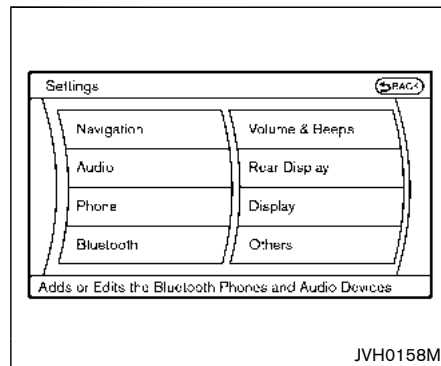 Settings BACK
Navigation Volume & Beeps
Audio Rear Display
Phone Display
Bluetooth Others
Adds or Edits the Bluetooth Phones and Audio Devices
JVH0158M